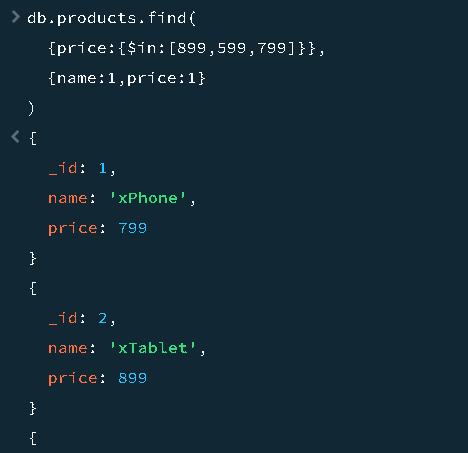 > db.products.find(
{price:{$in:[899,599,799]}},
{name:1,price:1}
)
< {
_id: 1,
name: 'xPhone',
price: 799
}
{
_id: 2,
name: 'xTablet',
price: 899
}
{